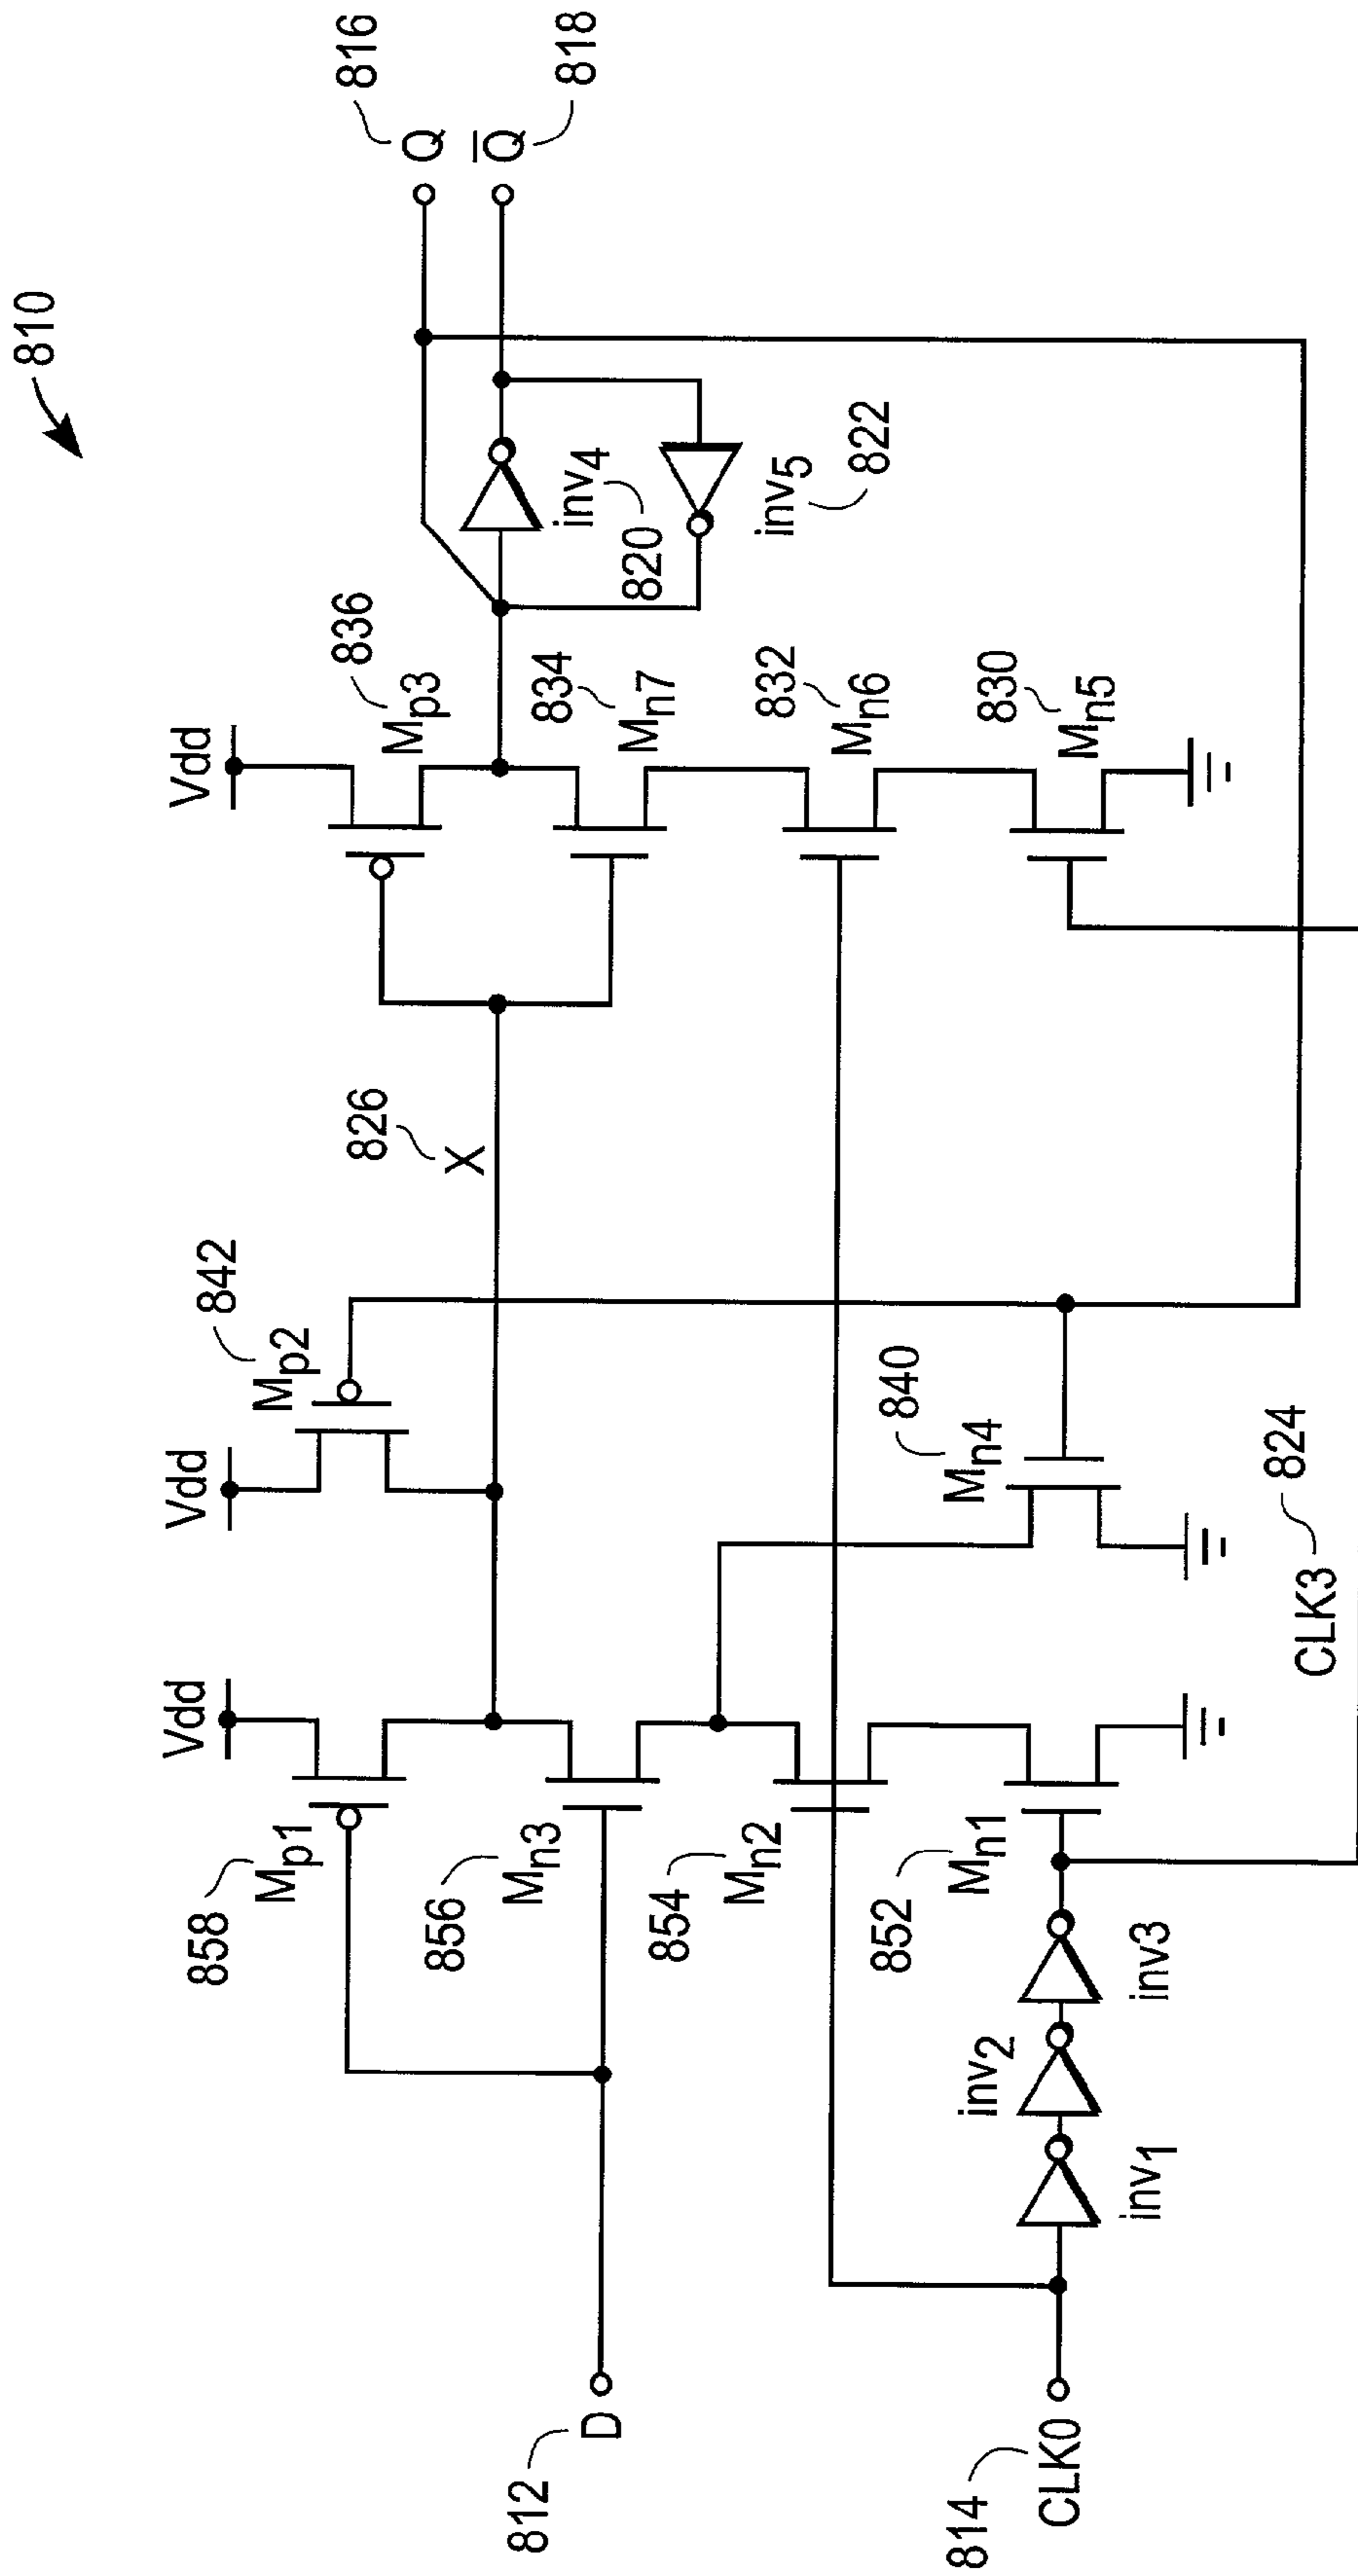 810
816
Q
Q̅
818
Vdd
836
Mp3
834
Mn7
832
Mn6
830
Mn5
inv4
820
inv5
822
826
X
842
Mp2
Vdd
840
Mn4
CLK3
824
Vdd
858
Mp1
856
Mn3
854
Mn2
852
Mn1
inv1
inv2
inv3
812
D
814
CLK0